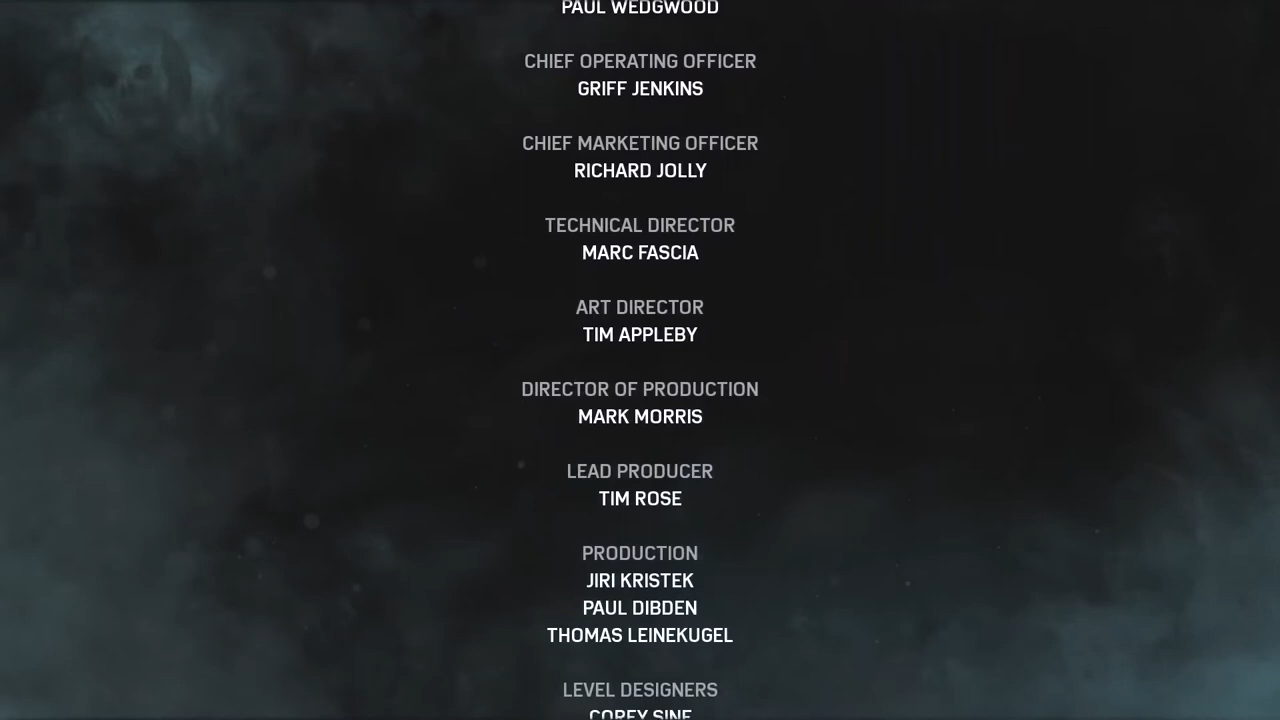 PAUL WEDGWOOD
CHIEF OPERATING OFFICER
GRIFF JENKINS
CHIEF MARKETING OFFICER
RICHARD JOLLY
TECHNICAL DIRECTOR
MARC FASCIA
ART DIRECTOR
TIM APPLEBY
DIRECTOR OF PRODUCTION
MARK MORRIS
LEAD PRODUCER
TIM ROSE
PRODUCTION
JIRI KRISTEK
PAUL DIBDEN
THOMAS LEINEKUGEL
LEVEL DESIGNERS
COREY SINE